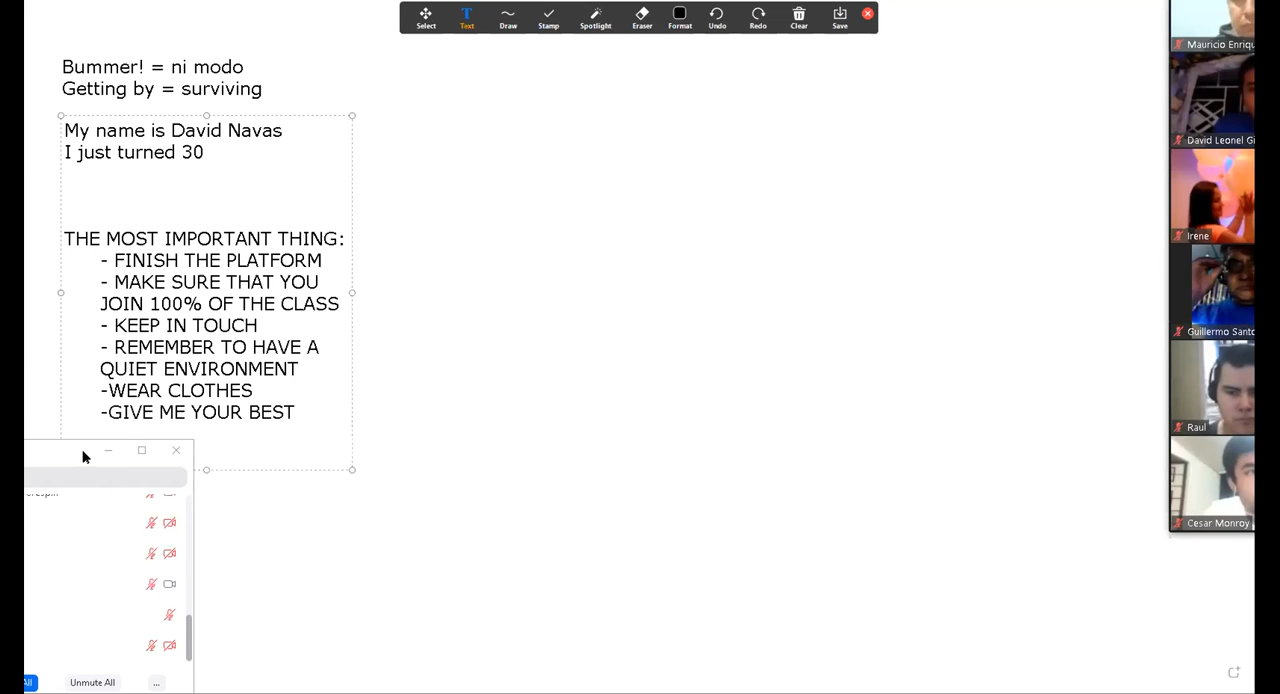 Select
Text
Draw
Stamp
Spotlight
Eraser
Format
Undo
Redo
Clear
Save
Bummer! = ni modo
Getting by = surviving
My name is David Navas
I just turned 30
THE MOST IMPORTANT THING:
- FINISH THE PLATFORM
- MAKE SURE THAT YOU
JOIN 100% OF THE CLASS
- KEEP IN TOUCH
- REMEMBER TO HAVE A
QUIET ENVIRONMENT
-WEAR CLOTHES
-GIVE ME YOUR BEST
Unmute All
...
Mauricio Enriqu
David Leonel Gi
Irene
Guillermo Santo
Raul
Cesar Monroy